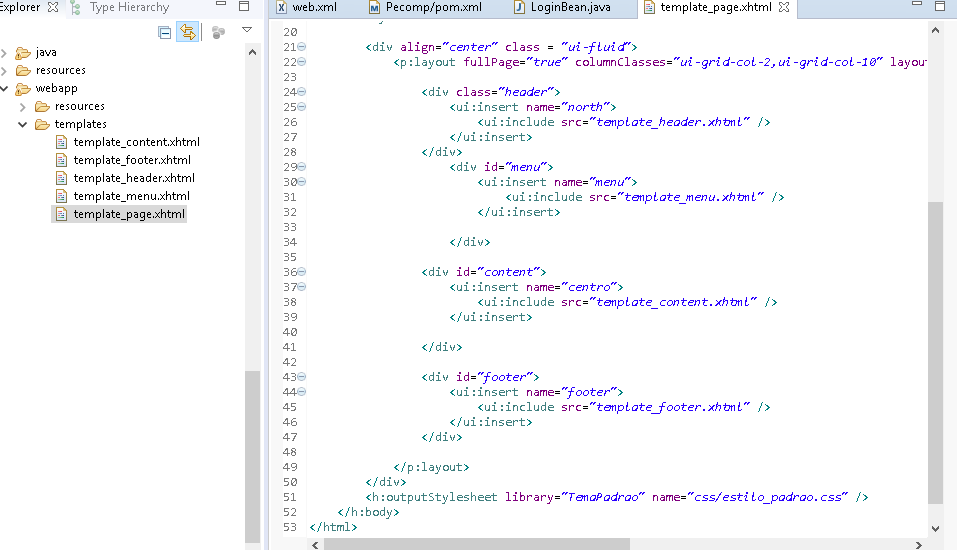 Explorer
Type Hierarchy
java
resources
webapp
resources
templates
template_content.xhtml
template_footer.xhtml
template_header.xhtml
template_menu.xhtml
template_page.xhtml
web.xml
Pecomp/pom.xml
LoginBean.java
template_page.xhtml
20
21 <div align="center" class = "ui-fluid">
22 <p:layout fullPage="true" columnClasses="ui-grid-col-2,ui-grid-col-10" layout
23
24 <div class="header">
25 <ui:insert name="north">
26 <ui:include src="template_header.xhtml" />
27 </ui:insert>
28 </div>
29 <div id="menu">
30 <ui:insert name="menu">
31 <ui:include src="template_menu.xhtml" />
32 </ui:insert>
33
34 </div>
35
36 <div id="content">
37 <ui:insert name="centro">
38 <ui:include src="template_content.xhtml" />
39 </ui:insert>
40
41 </div>
42
43 <div id="footer">
44 <ui:insert name="footer">
45 <ui:include src="template_footer.xhtml" />
46 </ui:insert>
47 </div>
48
49 </p:layout>
50 </div>
51 <h:outputStylesheet library="TemaPadrao" name="css/estilo_padrao.css" />
52 </h:body>
53 </html>